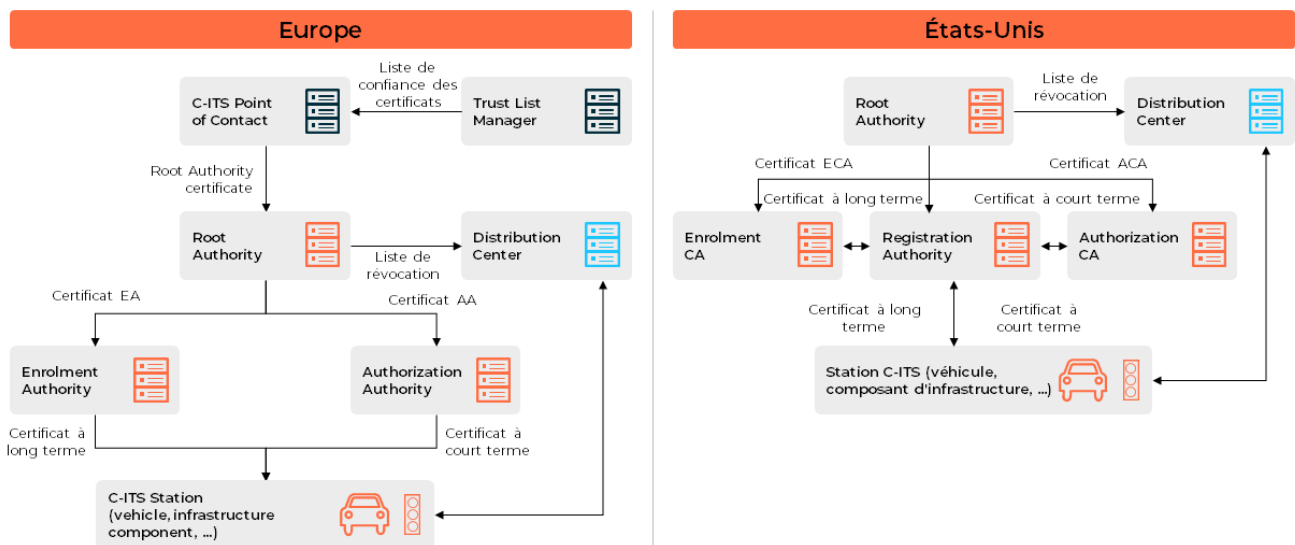 Europe
Liste de
confiance des
certificats
C-ITS Point
of Contact
Trust List
Manager
Root Authority
certificate
Root
Authority
Liste de
révocation
Distribution
Center
Certificat EA
Certificat AA
Enrolment
Authority
Authorization
Authority
Certificat à
long terme
Certificat à
court terme
C-ITS Station
(vehicle, infrastructure
component, ...)
États-Unis
Root
Authority
Liste de
révocation
Distribution
Center
Certificat ECA
Certificat ACA
Certificat à long terme
Certificat à court terme
Enrolment
CA
Registration
Authority
Authorization
CA
Certificat à long
terme
Certificat à
court terme
Station C-ITS (véhicule,
composant d'infrastructure, ...)